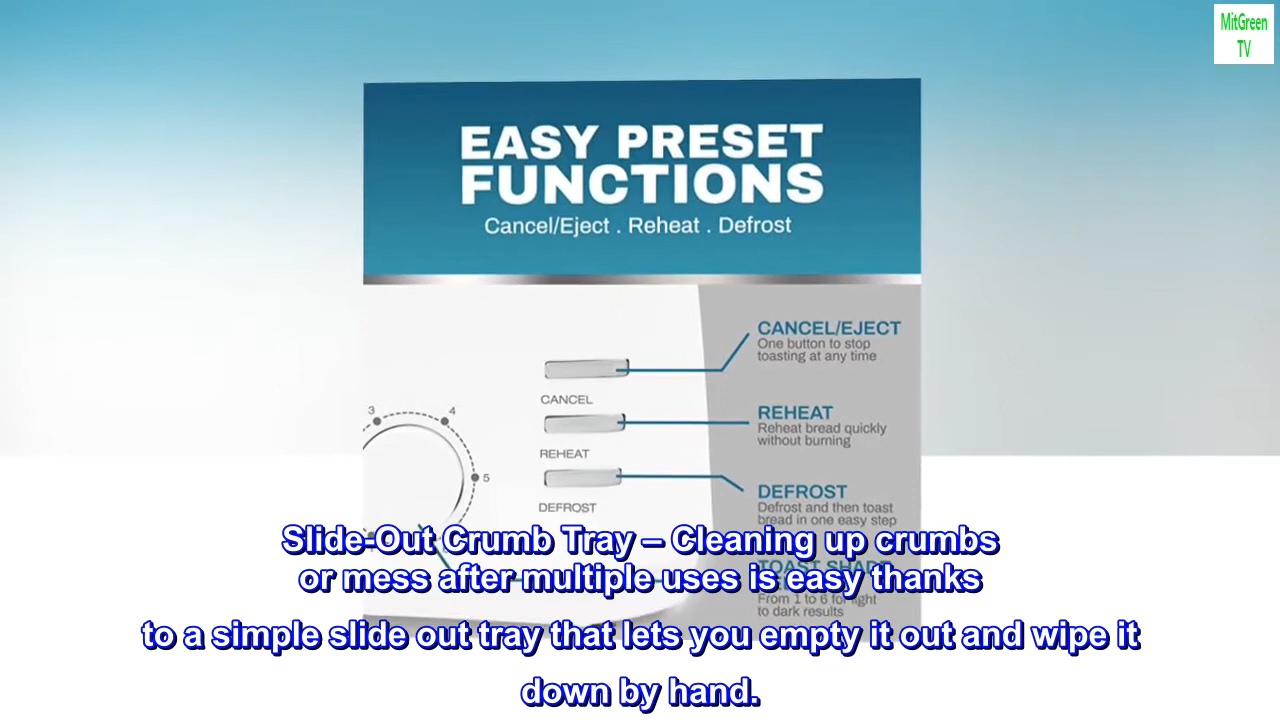 MitGreen
TV
EASY PRESET
FUNCTIONS
Cancel/Eject . Reheat . Defrost
CANCEL/EJECT
One button to stop
toasting at any time
CANCEL
3
4
REHEAT
Reheat bread quickly
without burning
REHEAT
5
DEFROST
Defrost and then toast
bread in one easy step
DEFROST
TOAST
From 1 to 6 for light
to dark results
Slide-Out Crumb Tray – Cleaning up crumbs
or mess after multiple uses is easy thanks
to a simple slide out tray that lets you empty it out and wipe it
down by hand.